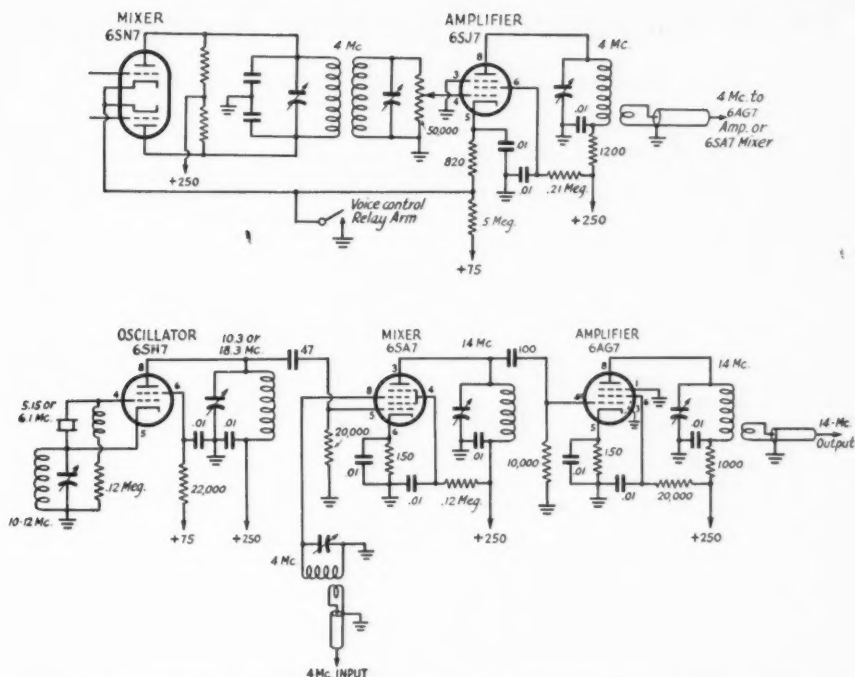 MIXER
6SN7
+250
4 Mc.
50,000
AMPLIFIER
6SJ7
8
3
4
5
6
820
.01
.01
.21 Meg.
5 Meg.
+75
4 Mc.
.01
1200
+250
4 Mc. to
6AG7
Amp. or
6SA7 Mixer
Voice control
Relay Arm
OSCILLATOR
6SH7
10.3 or
18.3 Mc.
5.15 or
6.1 Mc.
8
4
6
5
.01
.01
.12 Meg.
22,000
10-12 Mc.
+75
+250
47
20,000
MIXER
6SA7
3
8
5
4
6
14 Mc.
.01
150
.01
.01
.12 Meg.
+250
4 Mc.
4 Mc. INPUT
100
10,000
AMPLIFIER
6AG7
8
1
3
6
5
.01
150
.01
20,000
14 Mc.
.01
1000
+250
14-Mc.
Output